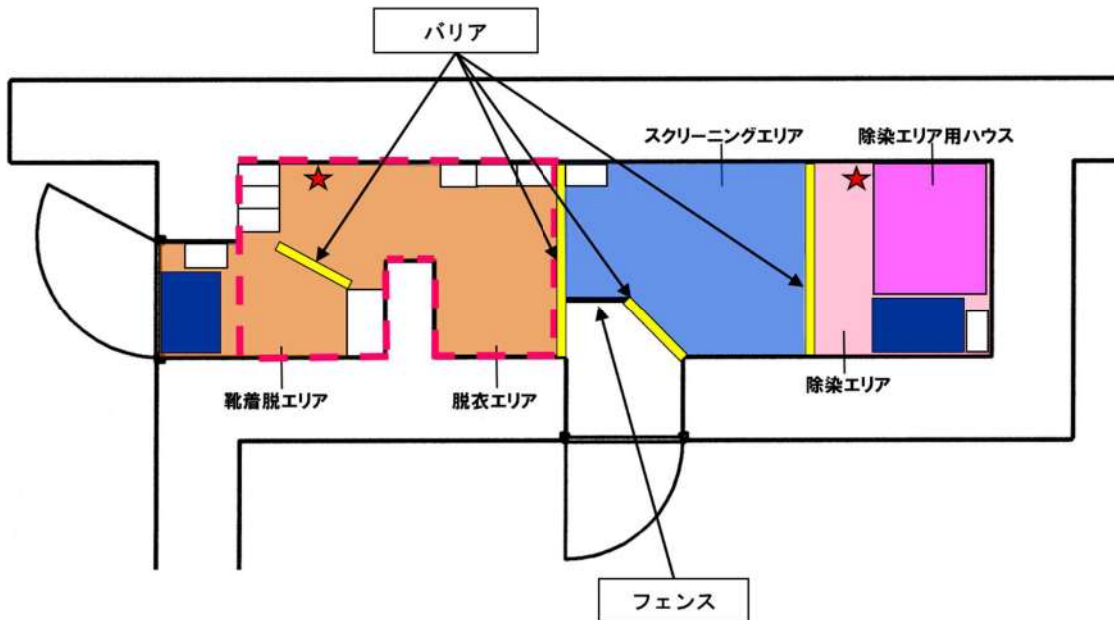 バリア
スクリーニングエリア
除染エリア用ハウス
靴着脱エリア
脱衣エリア
除染エリア
フェンス